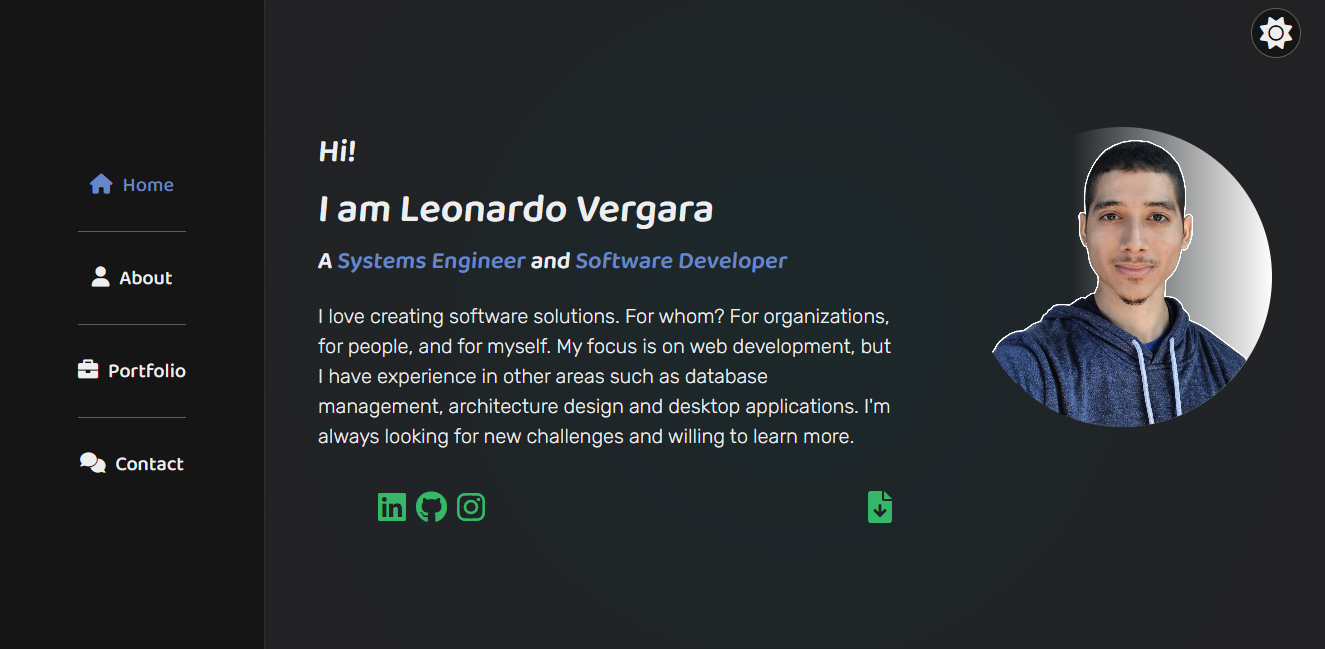 Home
About
Portfolio
Contact
Hi!
I am Leonardo Vergara
A Systems Engineer and Software Developer
I love creating software solutions. For whom? For organizations,
for people, and for myself. My focus is on web development, but
I have experience in other areas such as database
management, architecture design and desktop applications. I'm
always looking for new challenges and willing to learn more.
in